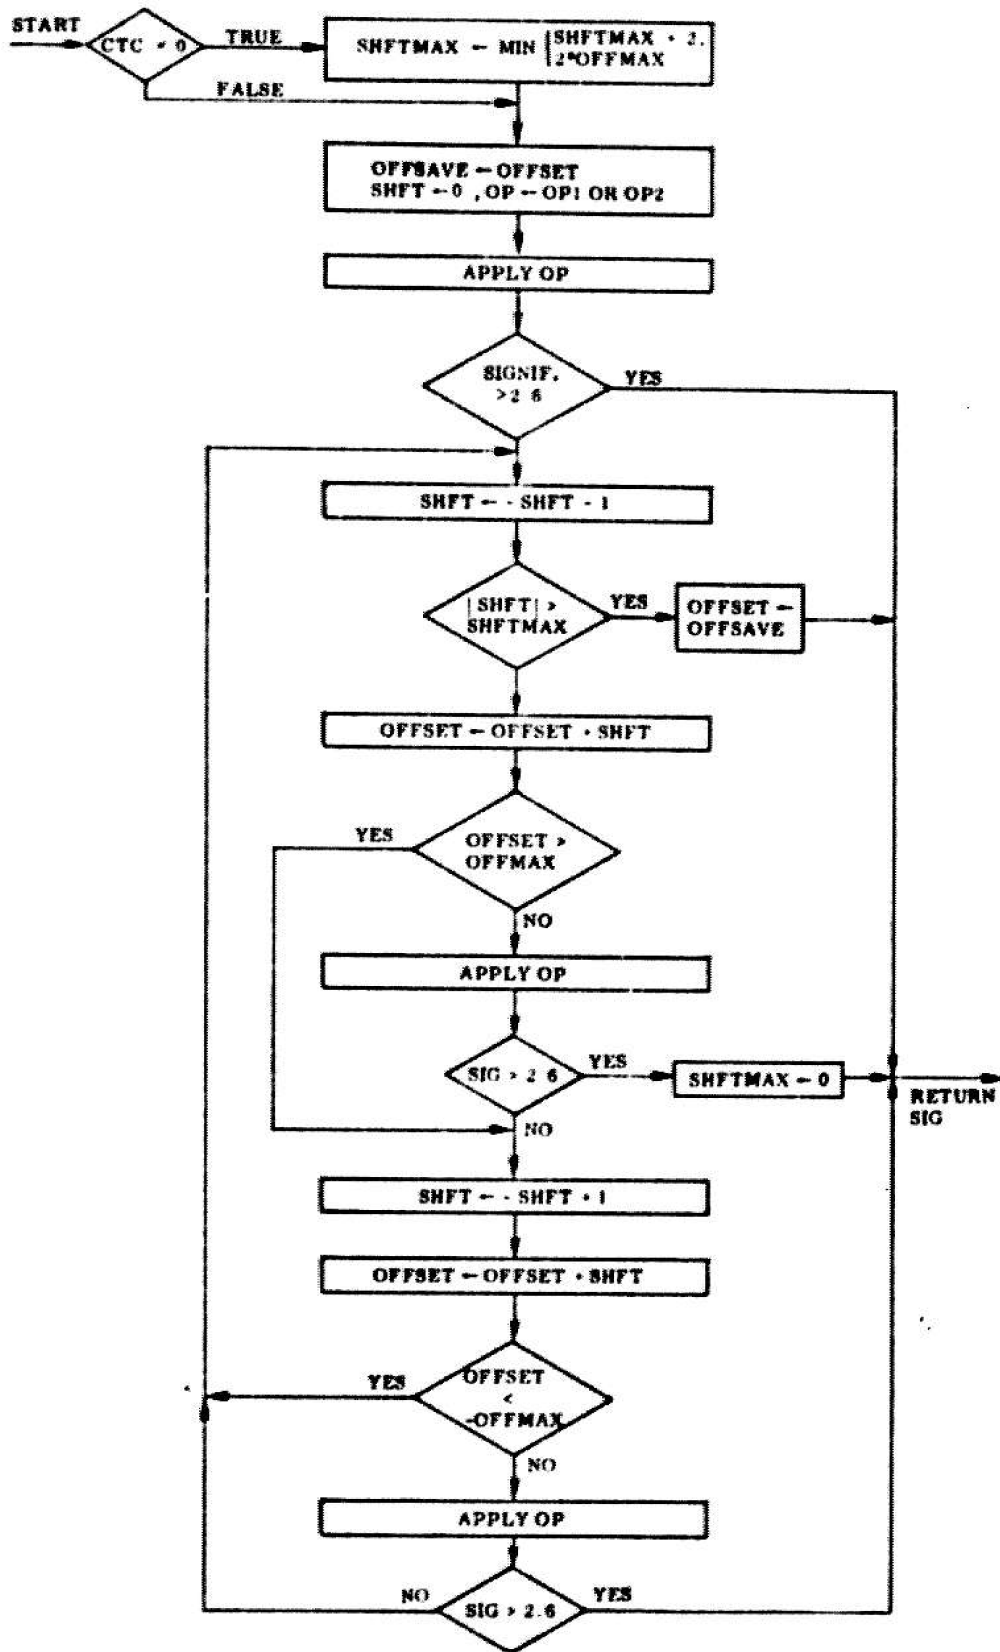 START
CTC ≠ 0
TRUE
SHFTMAX ← MIN |SHFTMAX + 2,
2*OFFMAX
FALSE
OFFSAVE ← OFFSET
SHFT ← 0 , OP ← OP1 OR OP2
APPLY OP
SIGNIF.
> 2 6
YES
SHFT ← - SHFT - 1
|SHFT| >
SHFTMAX
YES
OFFSET ←
OFFSAVE
OFFSET ← OFFSET + SHFT
YES
OFFSET >
OFFMAX
NO
APPLY OP
SIG > 2 6
YES
SHFTMAX ← 0
RETURN
SIG
NO
SHFT ← - SHFT + 1
OFFSET ← OFFSET + SHFT
YES
OFFSET
<
-OFFMAX
NO
APPLY OP
NO
SIG > 2.6
YES